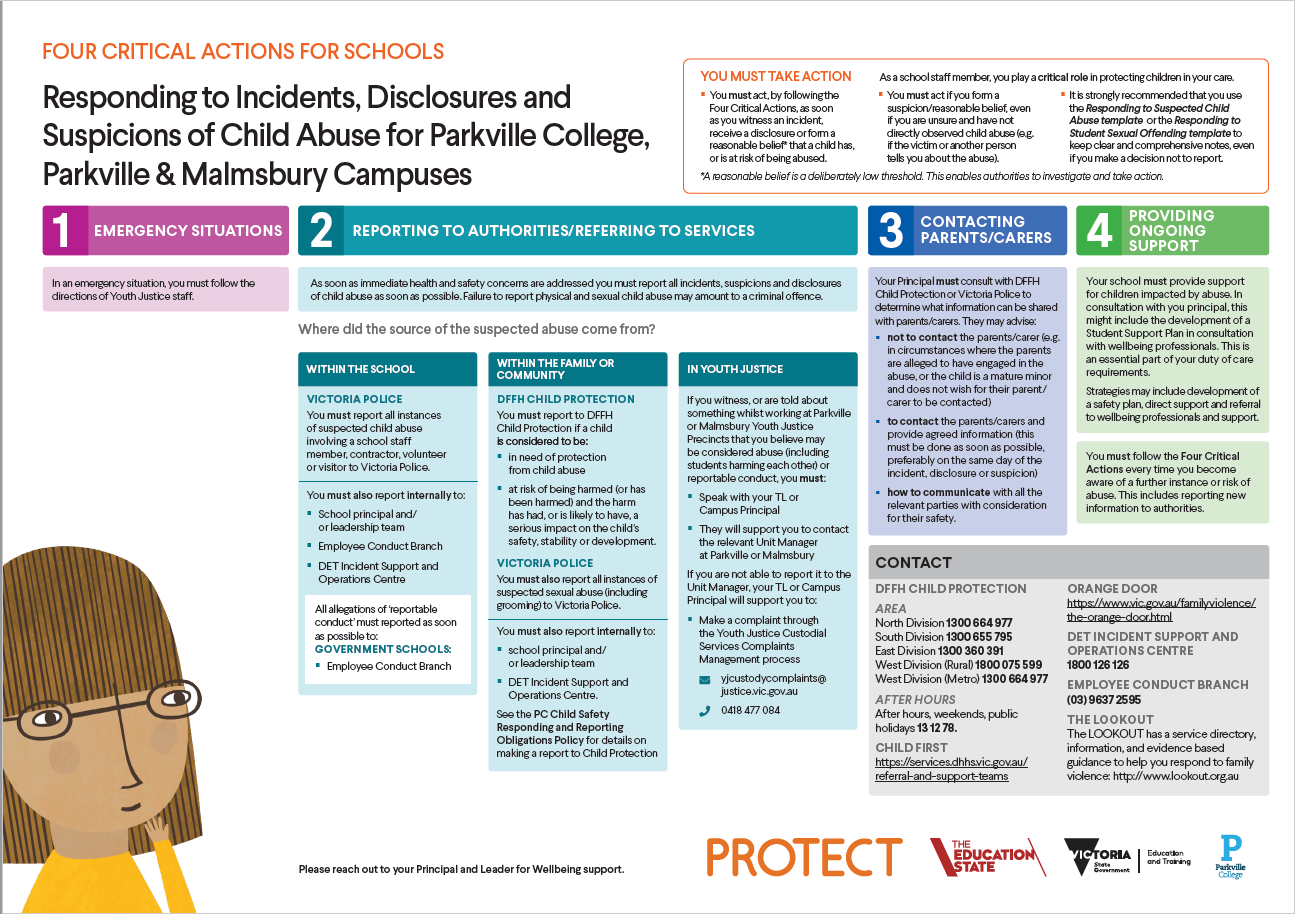 FOUR CRITICAL ACTIONS FOR SCHOOLS
Responding to Incidents, Disclosures and
Suspicions of Child Abuse for Parkville College,
Parkville & Malmsbury Campuses
YOU MUST TAKE ACTION
As a school staff member, you play a critical role in protecting children in your care.
▪ You must act, by following the
Four Critical Actions, as soon
as you witness an incident,
receive a disclosure or form a
reasonable belief* that a child has,
or is at risk of being abused.
▪ You must act if you form a
suspicion/reasonable belief, even
if you are unsure and have not
directly observed child abuse (e.g.
if the victim or another person
tells you about the abuse).
▪ It is strongly recommended that you use
the Responding to Suspected Child
Abuse template or the Responding to
Student Sexual Offending template to
keep clear and comprehensive notes, even
if you make a decision not to report.
*A reasonable belief is a deliberately low threshold. This enables authorities to investigate and take action.
1 EMERGENCY SITUATIONS
In an emergency situation, you must follow the
directions of Youth Justice staff.
2 REPORTING TO AUTHORITIES/REFERRING TO SERVICES
As soon as immediate health and safety concerns are addressed you must report all incidents, suspicions and disclosures
of child abuse as soon as possible. Failure to report physical and sexual child abuse may amount to a criminal offence.
Where did the source of the suspected abuse come from?
WITHIN THE SCHOOL
VICTORIA POLICE
You must report all instances
of suspected child abuse
involving a school staff
member, contractor, volunteer
or visitor to Victoria Police.
You must also report internally to:
▪ School principal and/
or leadership team
▪ Employee Conduct Branch
▪ DET Incident Support and
Operations Centre
All allegations of ‘reportable
conduct’ must reported as soon
as possible to:
GOVERNMENT SCHOOLS:
▪ Employee Conduct Branch
WITHIN THE FAMILY OR
COMMUNITY
DFFH CHILD PROTECTION
You must report to DFFH
Child Protection if a child
is considered to be:
▪ in need of protection
from child abuse
▪ at risk of being harmed (or has
been harmed) and the harm
has had, or is likely to have, a
serious impact on the child’s
safety, stability or development.
VICTORIA POLICE
You must also report all instances of
suspected sexual abuse (including
grooming) to Victoria Police.
You must also report internally to:
▪ school principal and/
or leadership team
▪ DET Incident Support and
Operations Centre.
See the PC Child Safety
Responding and Reporting
Obligations Policy for details on
making a report to Child Protection
IN YOUTH JUSTICE
If you witness, or are told about
something whilst working at Parkville
or Malmsbury Youth Justice
Precincts that you believe may
be considered abuse (including
students harming each other) or
reportable conduct, you must:
▪ Speak with your TL or
Campus Principal
▪ They will support you to contact
the relevant Unit Manager
at Parkville or Malmsbury
If you are not able to report it to the
Unit Manager, your TL or Campus
Principal will support you to:
▪ Make a complaint through
the Youth Justice Custodial
Services Complaints
Management process
yjcustodycomplaints@
justice.vic.gov.au
0418 477 084
3 CONTACTING
PARENTS/CARERS
Your Principal must consult with DFFH
Child Protection or Victoria Police to
determine what information can be shared
with parents/carers. They may advise:
▪ not to contact the parents/carer (e.g.
in circumstances where the parents
are alleged to have engaged in the
abuse, or the child is a mature minor
and does not wish for their parent/
carer to be contacted)
▪ to contact the parents/carers and
provide agreed information (this
must be done as soon as possible,
preferably on the same day of the
incident, disclosure or suspicion)
▪ how to communicate with all the
relevant parties with consideration
for their safety.
4 PROVIDING
ONGOING
SUPPORT
Your school must provide support
for children impacted by abuse. In
consultation with you principal, this
might include the development of a
Student Support Plan in consultation
with wellbeing professionals. This is
an essential part of your duty of care
requirements.
Strategies may include development of
a safety plan, direct support and referral
to wellbeing professionals and support.
You must follow the Four Critical
Actions every time you become
aware of a further instance or risk of
abuse. This includes reporting new
information to authorities.
CONTACT
DFFH CHILD PROTECTION
AREA
North Division 1300 664 977
South Division 1300 655 795
East Division 1300 360 391
West Division (Rural) 1800 075 599
West Division (Metro) 1300 664 977
AFTER HOURS
After hours, weekends, public
holidays 13 12 78.
CHILD FIRST
https://services.dhhs.vic.gov.au/
referral-and-support-teams
ORANGE DOOR
https://www.vic.gov.au/familyviolence/
the-orange-door.html
DET INCIDENT SUPPORT AND
OPERATIONS CENTRE
1800 126 126
EMPLOYEE CONDUCT BRANCH
(03) 9637 2595
THE LOOKOUT
The LOOKOUT has a service directory,
information, and evidence based
guidance to help you respond to family
violence: http://www.lookout.org.au
Please reach out to your Principal and Leader for Wellbeing support.
PROTECT
THE
EDUCATION
STATE
VICTORIA
State
Government
Education
and Training
P
Parkville
College